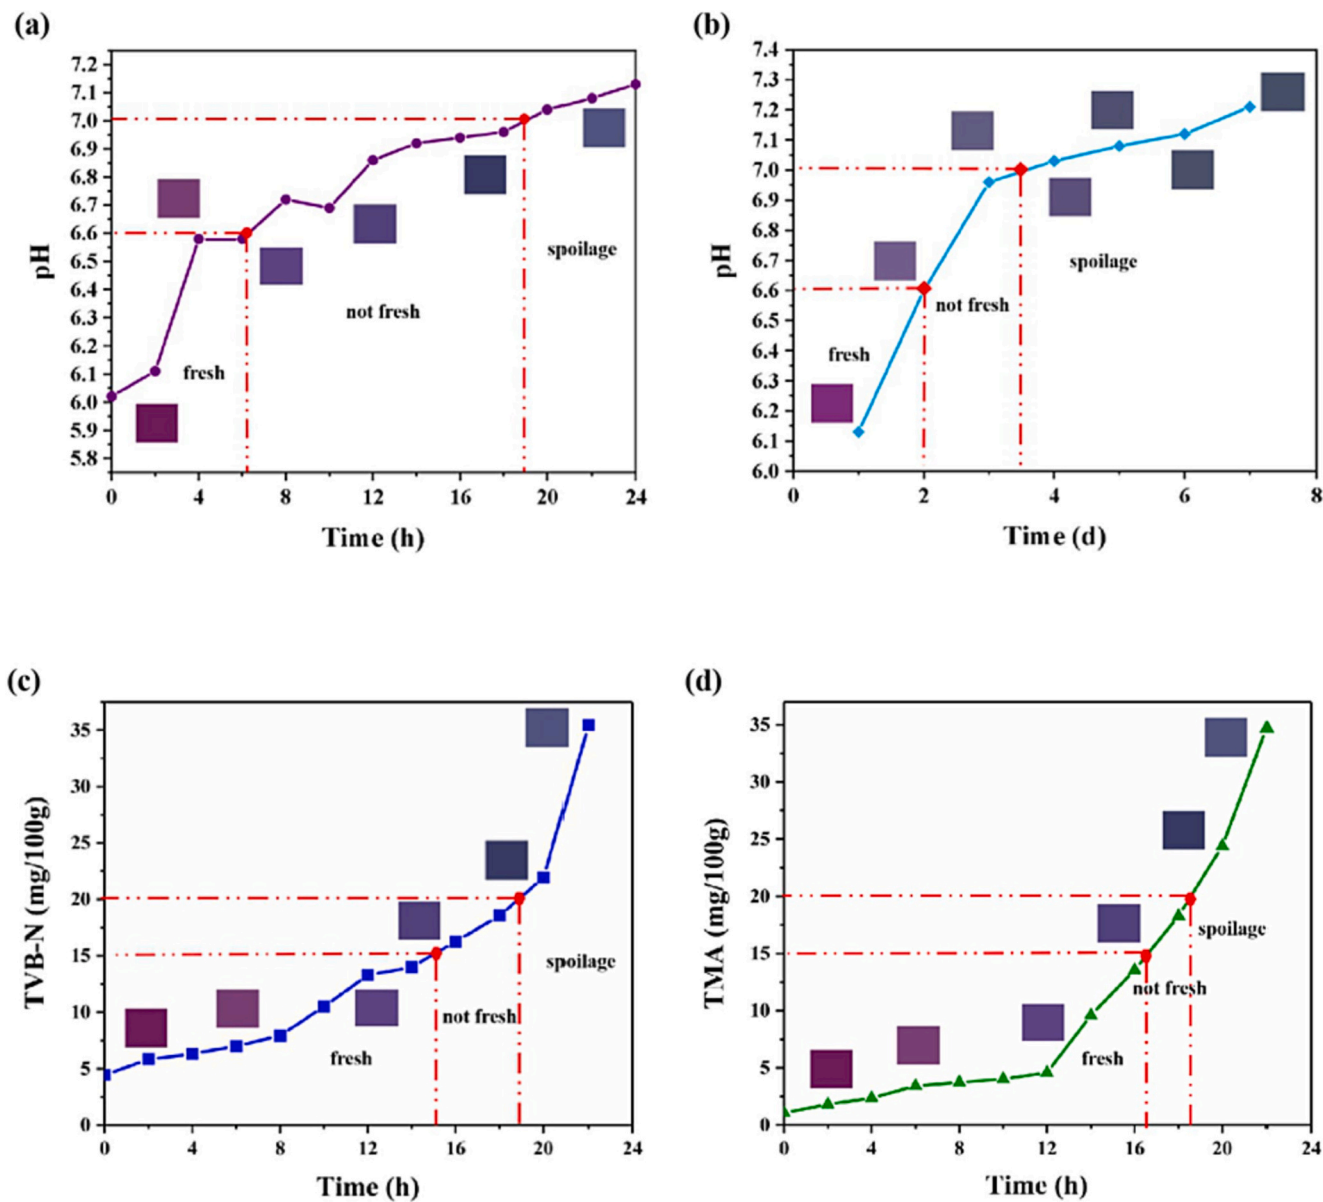 (a)
7.2
7.1
7.0
6.9
6.8
6.7
6.6
6.5
6.4
6.3
6.2
6.1
6.0
5.9
5.8
pH
fresh
not fresh
spoilage
0 4 8 12 16 20 24
Time (h)
(b)
7.4
7.3
7.2
7.1
7.0
6.9
6.8
6.7
6.6
6.5
6.4
6.3
6.2
6.1
6.0
pH
fresh
not fresh
spoilage
0 2 4 6 8
Time (d)
(c)
35
30
25
20
15
10
5
0
TVB-N (mg/100g)
fresh
not fresh
spoilage
0 4 8 12 16 20 24
Time (h)
(d)
35
30
25
20
15
10
5
0
TMA (mg/100g)
fresh
not fresh
spoilage
0 4 8 12 16 20 24
Time (h)